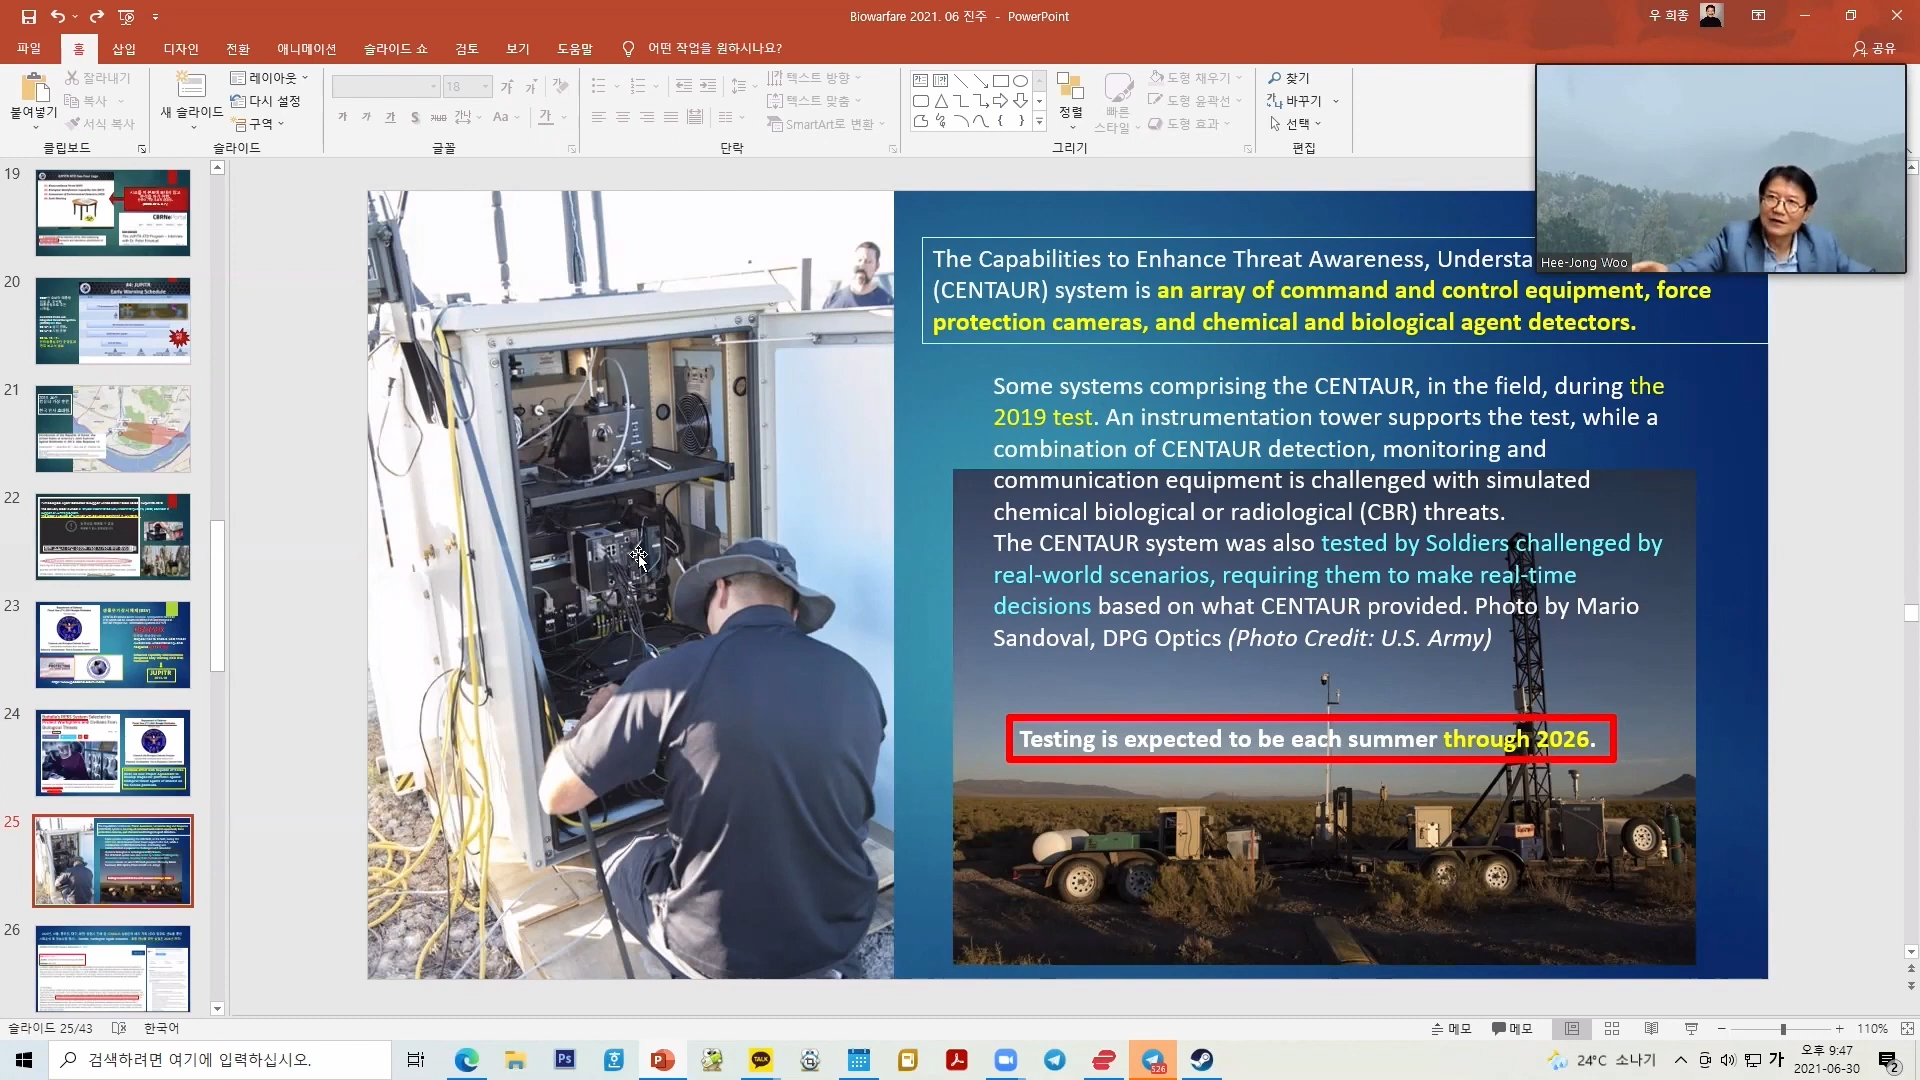 Biowarfare 2021. 06 진주 - PowerPoint
우 희종
파일
홈
삽입
디자인
전환
애니메이션
슬라이드 쇼
검토
보기
도움말
어떤 작업을 원하시나요?
공유
붙여넣기
잘라내기
복사
서식 복사
클립보드
새 슬라이드
레이아웃
다시 설정
구역
슬라이드
18
글꼴
텍스트 방향
텍스트 맞춤
SmartArt로 변환
단락
정렬
빠른
스타일
도형 채우기
도형 윤곽선
도형 효과
그리기
찾기
바꾸기
선택
편집
Hee-Jong Woo
19
20
21
22
23
24
25
26
JUPITR
The Capabilities to Enhance Threat Awareness, Understa
(CENTAUR) system is an array of command and control equipment, force
protection cameras, and chemical and biological agent detectors.
Some systems comprising the CENTAUR, in the field, during the
2019 test. An instrumentation tower supports the test, while a
combination of CENTAUR detection, monitoring and
communication equipment is challenged with simulated
chemical biological or radiological (CBR) threats.
The CENTAUR system was also tested by Soldiers challenged by
real-world scenarios, requiring them to make real-time
decisions based on what CENTAUR provided. Photo by Mario
Sandoval, DPG Optics (Photo Credit: U.S. Army)
Testing is expected to be each summer through 2026.
슬라이드 25/43
한국어
메모
메모
110%
검색하려면 여기에 입력하십시오.
24°C 소나기
가
오후 9:47
2021-06-30
2